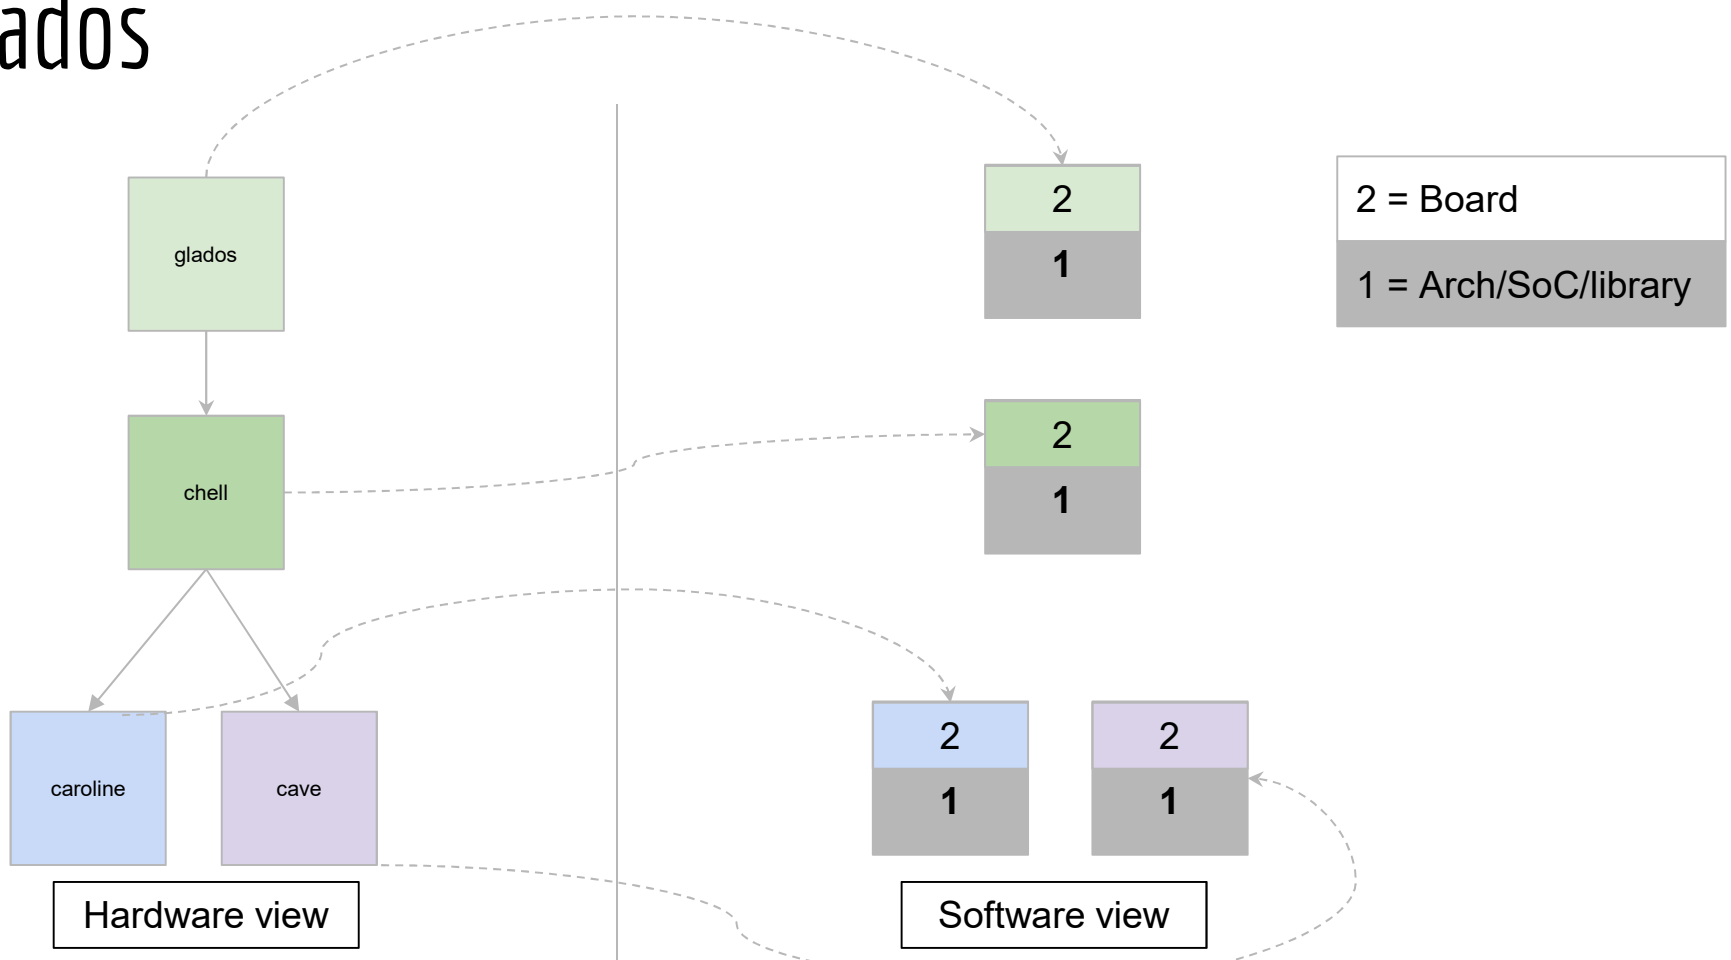 ados
glados
2
1
2 = Board
1 = Arch/SoC/library
chell
2
1
caroline
cave
2
1
2
1
Hardware view
Software view